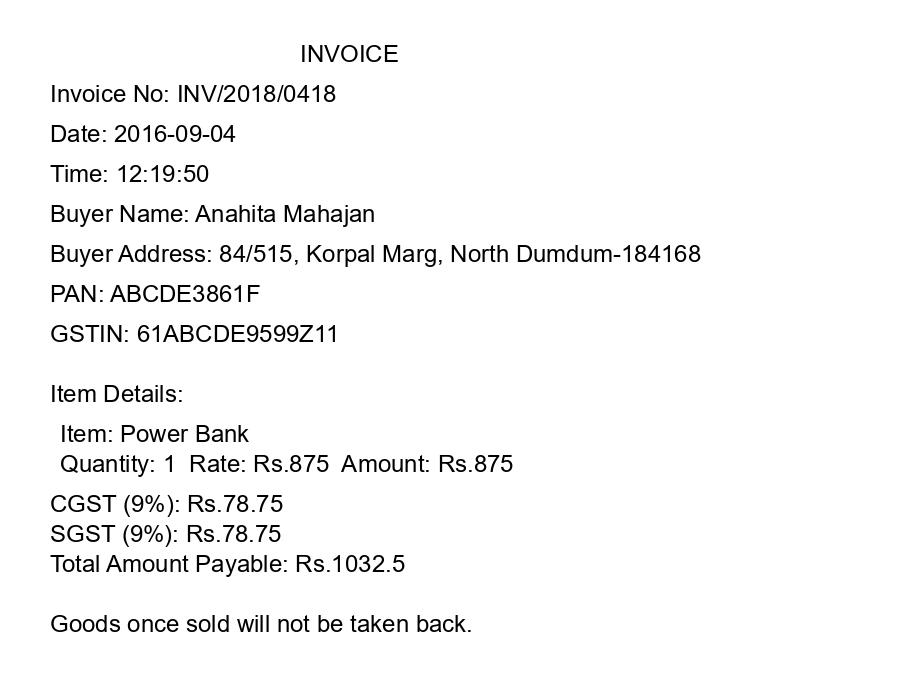 INVOICE
Invoice No: INV/2018/0418
Date: 2016-09-04
Time: 12:19:50
Buyer Name: Anahita Mahajan
Buyer Address: 84/515, Korpal Marg, North Dumdum-184168
PAN: ABCDE3861F
GSTIN: 61ABCDE9599Z11
Item Details:
Item: Power Bank
Quantity: 1  Rate: Rs.875  Amount: Rs.875
CGST (9%): Rs.78.75
SGST (9%): Rs.78.75
Total Amount Payable: Rs.1032.5
Goods once sold will not be taken back.